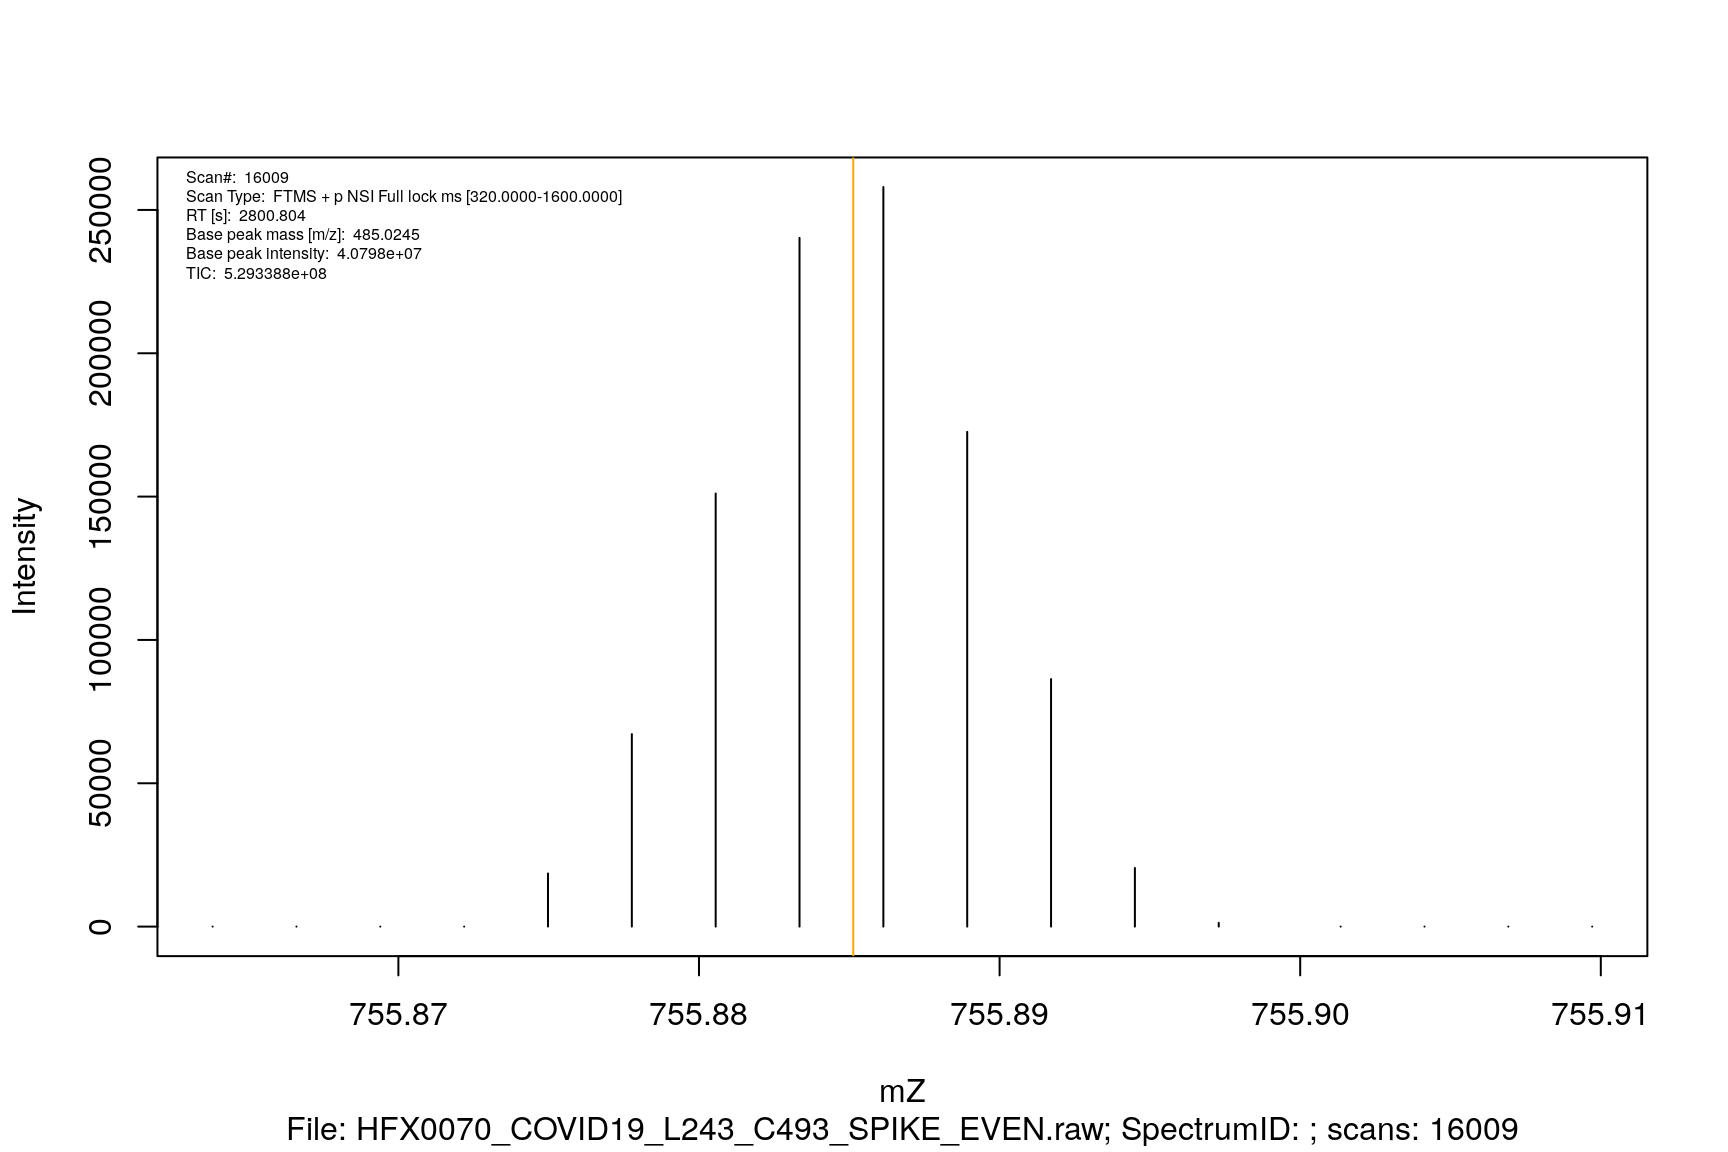 Scan#: 16009
Scan Type: FTMS + p NSI Full lock ms [320.0000-1600.0000]
RT [s]: 2800.804
Base peak mass [m/z]: 485.0245
Base peak intensity: 4.0798e+07
TIC: 5.293388e+08
Intensity
250000
200000
150000
100000
50000
0
755.87 755.88 755.89 755.90 755.91
mZ
File: HFX0070_COVID19_L243_C493_SPIKE_EVEN.raw; SpectrumID: ; scans: 16009